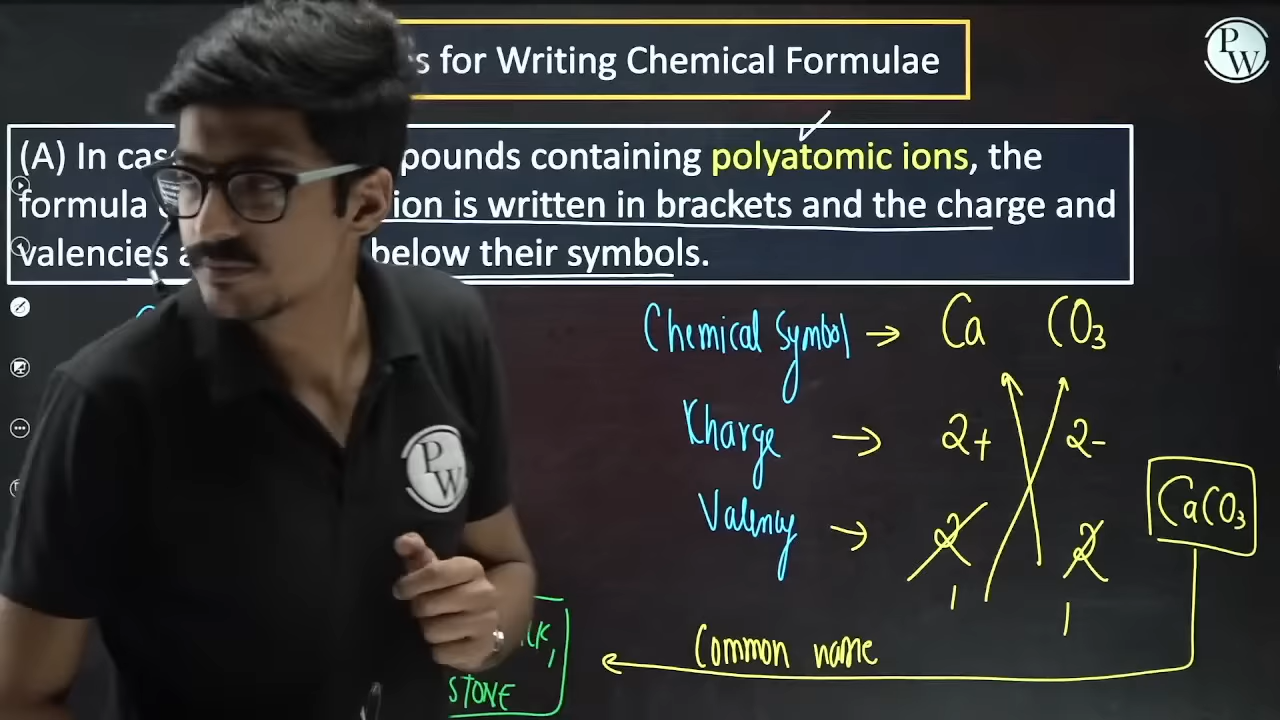 s for Writing Chemical Formulae
PW
(A) In cas pounds containing polyatomic ions, the
formula ion is written in brackets and the charge and
valencies a below their symbols.
Chemical Symbol → Ca CO3
Charge → 2+ 2-
Valency → 2 2
1 1
CaCO3
Common name
STONE
PW